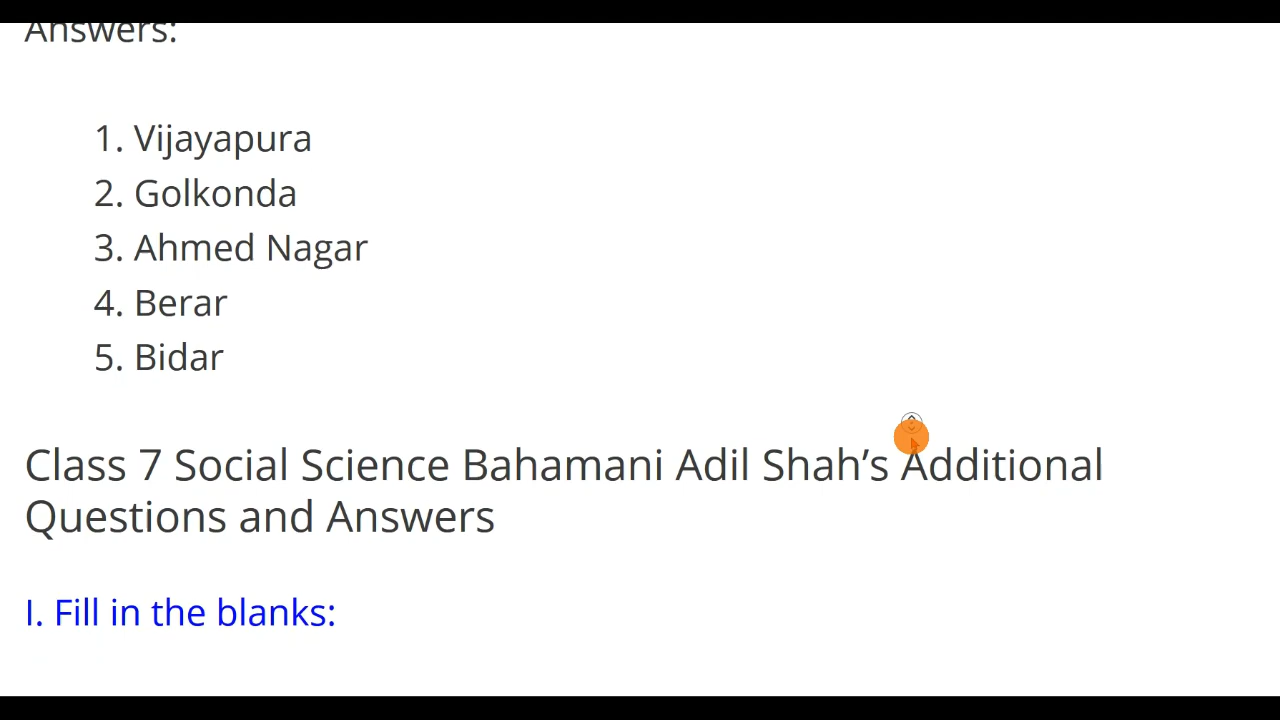 Answers:
1. Vijayapura
2. Golkonda
3. Ahmed Nagar
4. Berar
5. Bidar
Class 7 Social Science Bahamani Adil Shah’s Additional
Questions and Answers
I. Fill in the blanks: